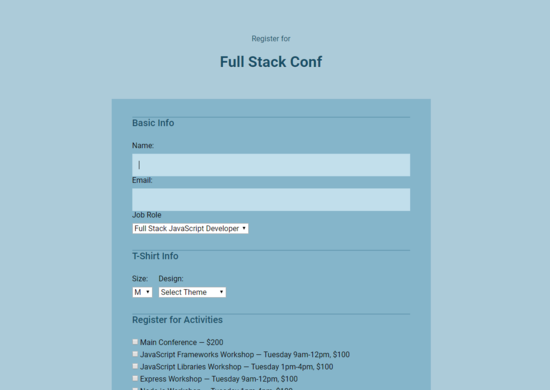 Register for
Full Stack Conf
Basic Info
Name:
Email:
Job Role
Full Stack JavaScript Developer
T-Shirt Info
Size: Design:
M Select Theme
Register for Activities
Main Conference — $200
JavaScript Frameworks Workshop — Tuesday 9am-12pm, $100
JavaScript Libraries Workshop — Tuesday 1pm-4pm, $100
Express Workshop — Tuesday 9am-12pm, $100